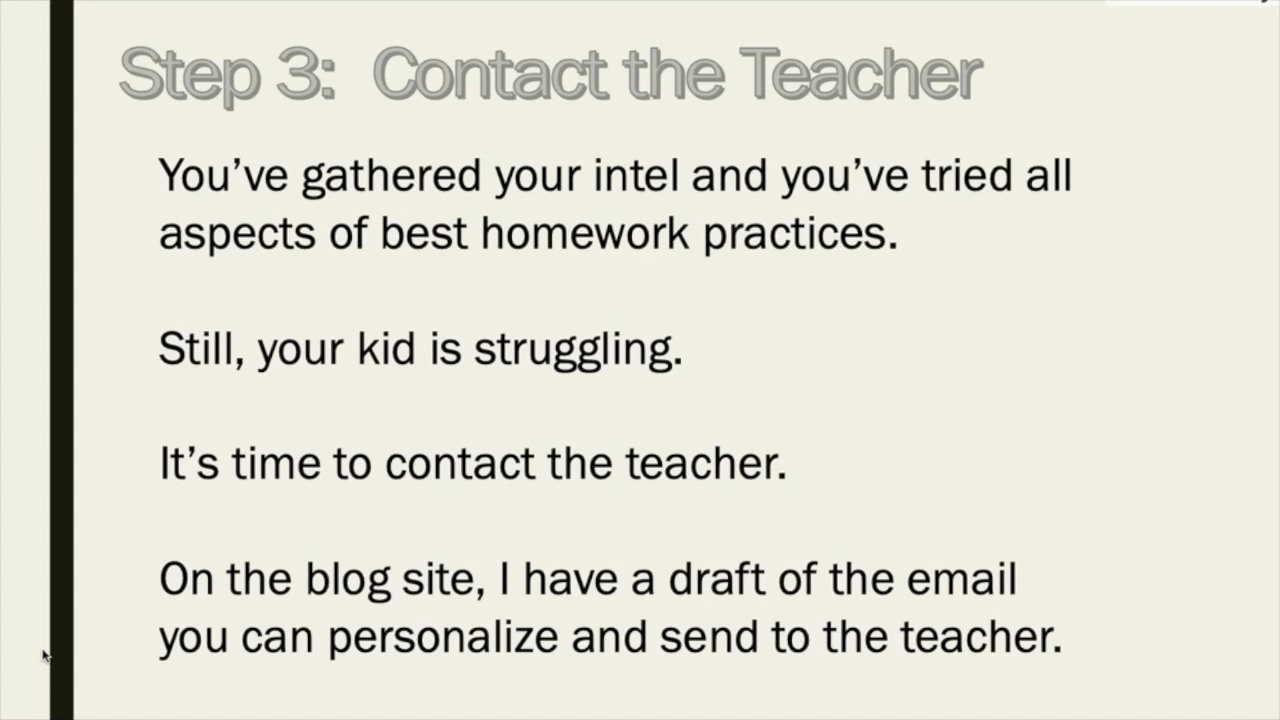 Step 3: Contact the Teacher
You’ve gathered your intel and you’ve tried all
aspects of best homework practices.
Still, your kid is struggling.
It’s time to contact the teacher.
On the blog site, I have a draft of the email
you can personalize and send to the teacher.